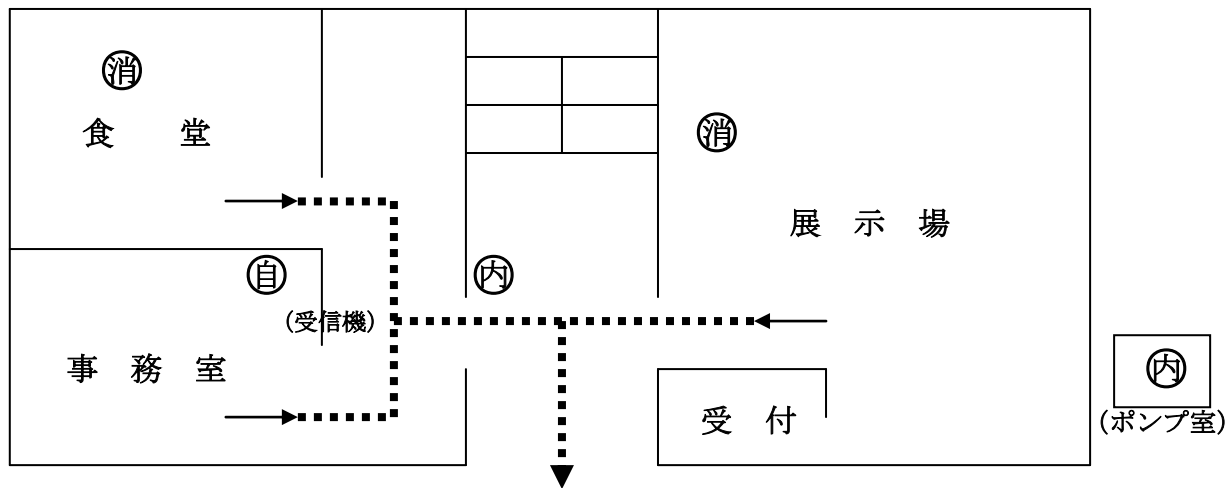 消
食　堂
消
展　示　場
自
内
（受信機）
事　務　室
内
受　付
（ポンプ室）